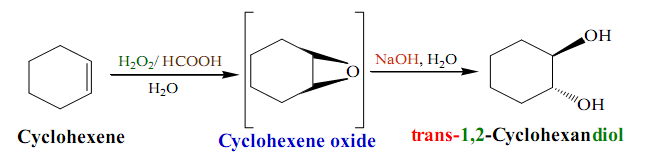 H₂O₂/ HCOOH
H₂O
Cyclohexene
O
Cyclohexene oxide
NaOH, H₂O
OH
OH
trans-1,2-Cyclohexandiol